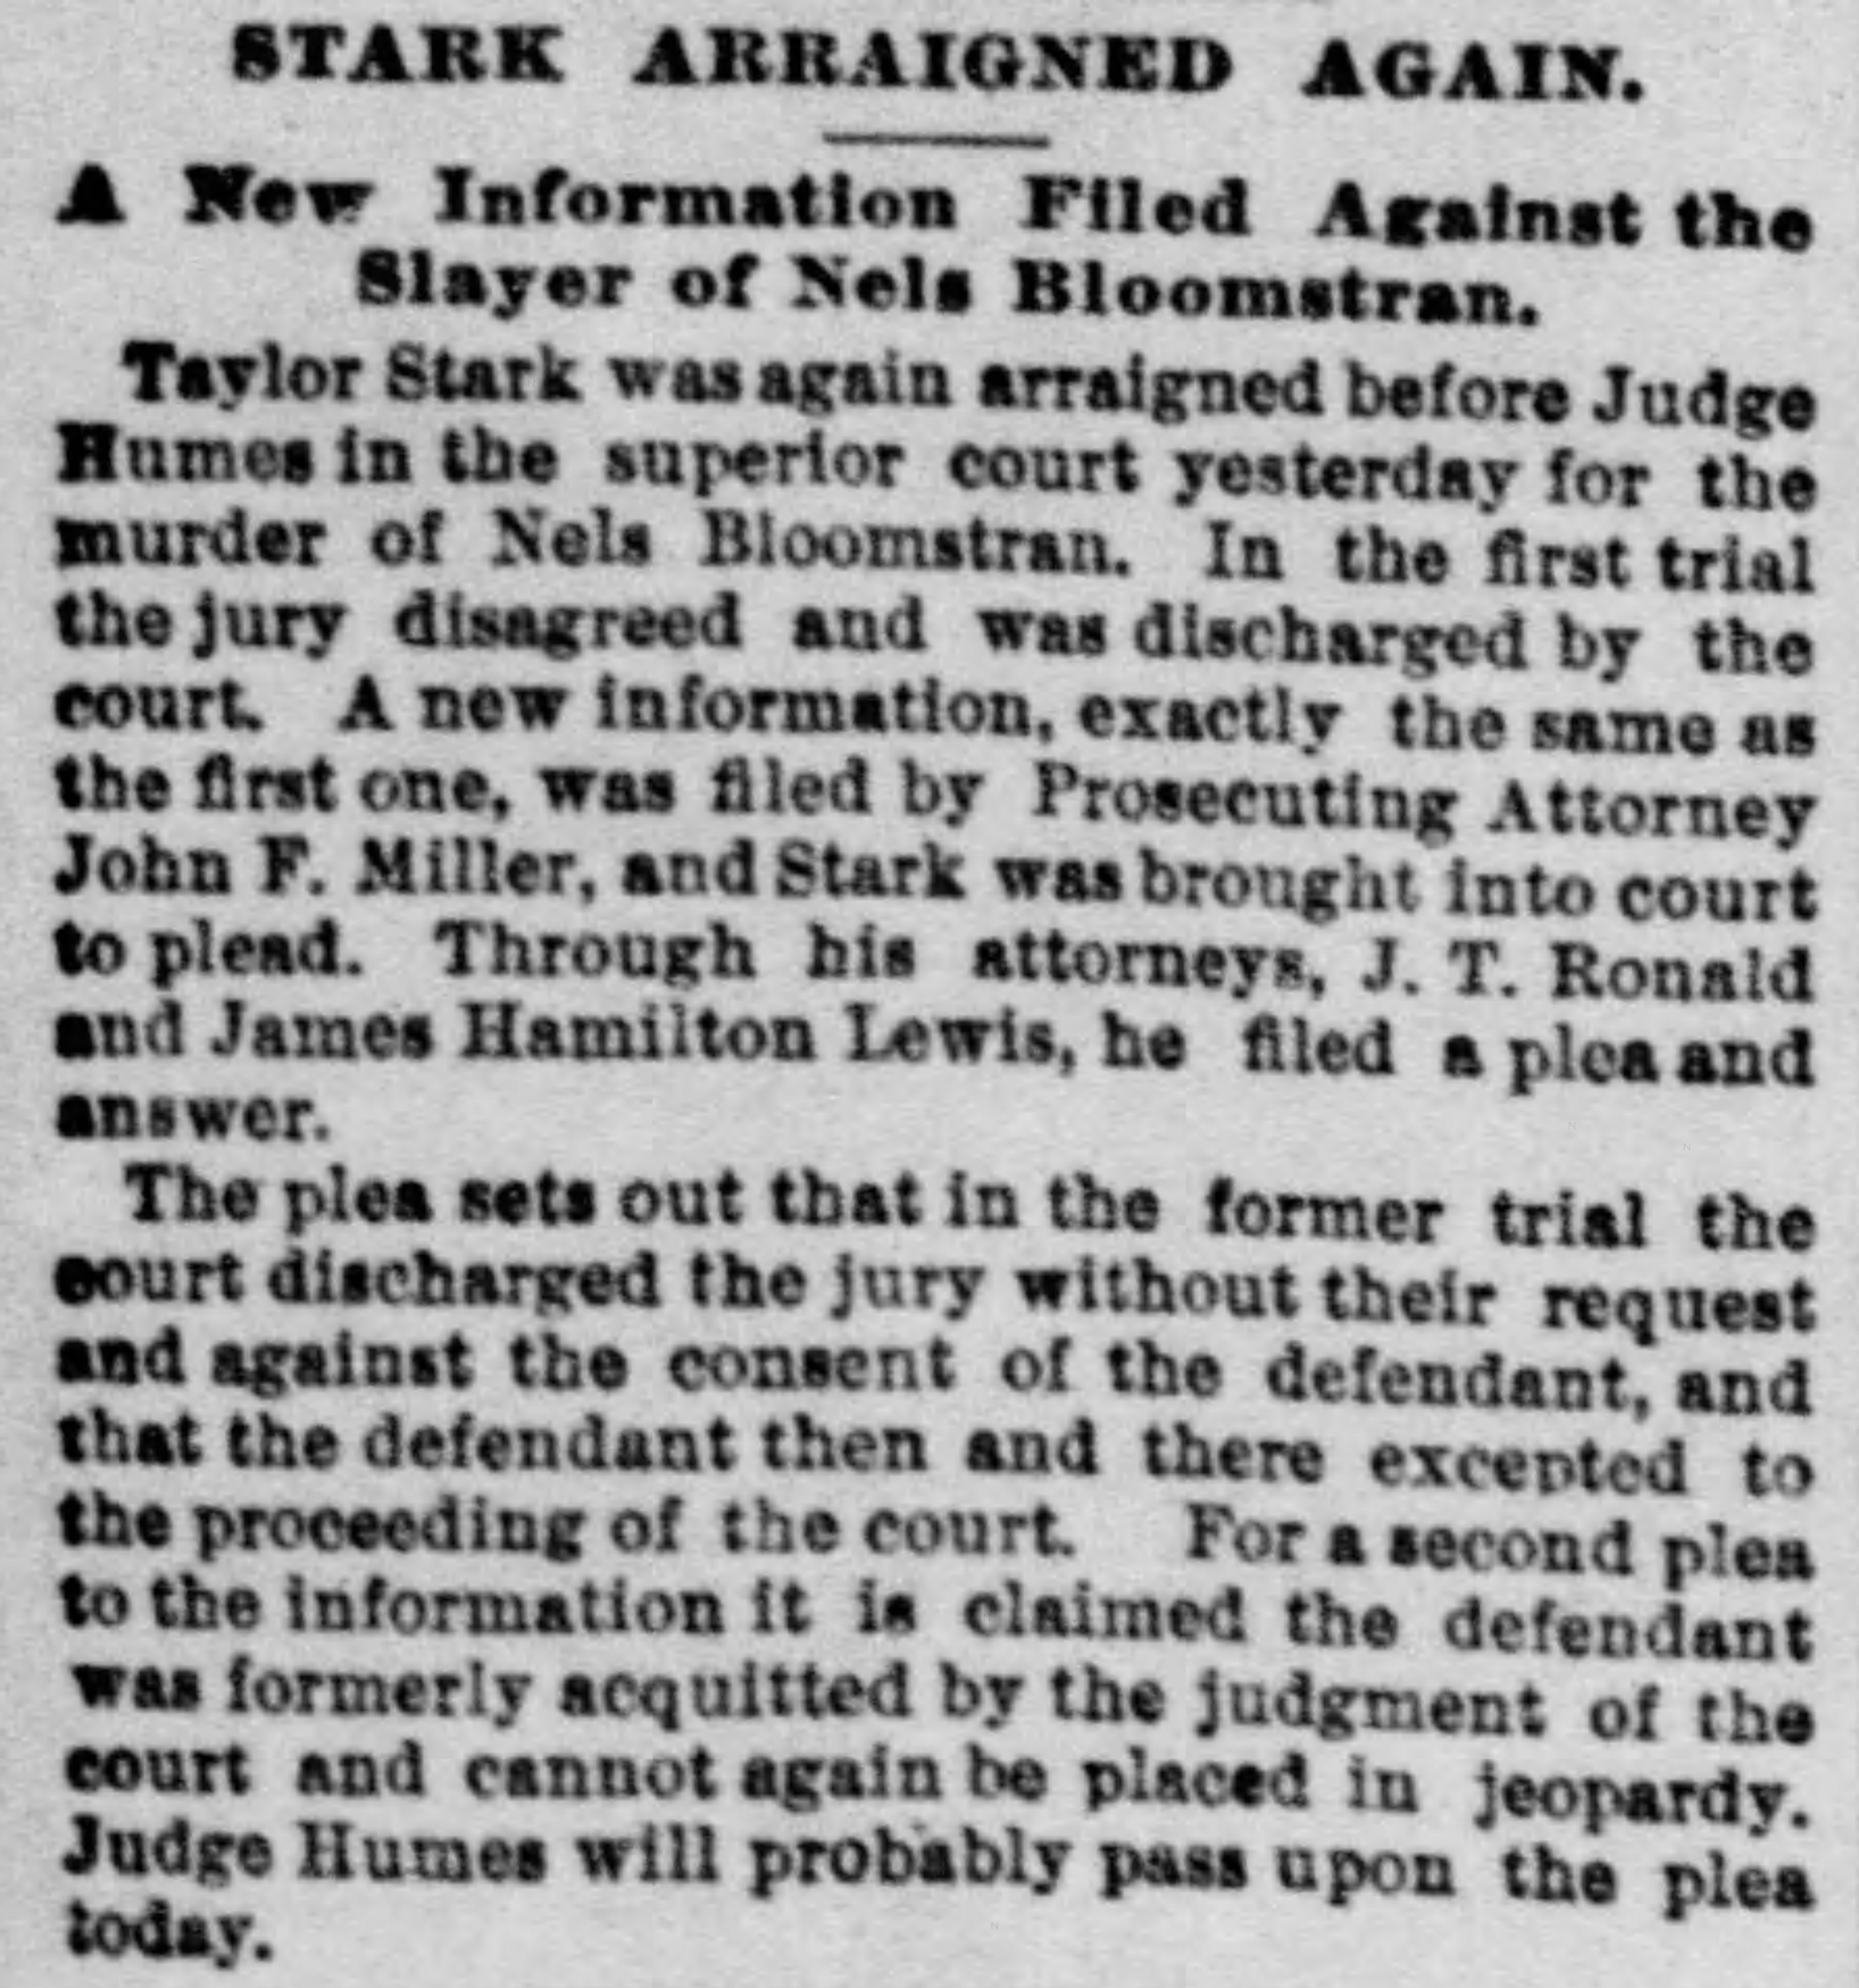 STARK ARRAIGNED AGAIN.
A New Information Filed Against the
Slayer of Nels Bloomstran.
Taylor Stark was again arraigned before Judge
Humes in the superior court yesterday for the
murder of Nels Bloomstran. In the first trial
the jury disagreed and was discharged by the
court. A new information, exactly the same as
the first one, was filed by Prosecuting Attorney
John F. Miller, and Stark was brought into court
to plead. Through his attorneys, J. T. Ronald
and James Hamilton Lewis, he filed a plea and
answer.
The plea sets out that in the former trial the
court discharged the jury without their request
and against the consent of the defendant, and
that the defendant then and there excepted to
the proceeding of the court. For a second plea
to the information it is claimed the defendant
was formerly acquitted by the judgment of the
court and cannot again be placed in jeopardy.
Judge Humes will probably pass upon the plea
today.